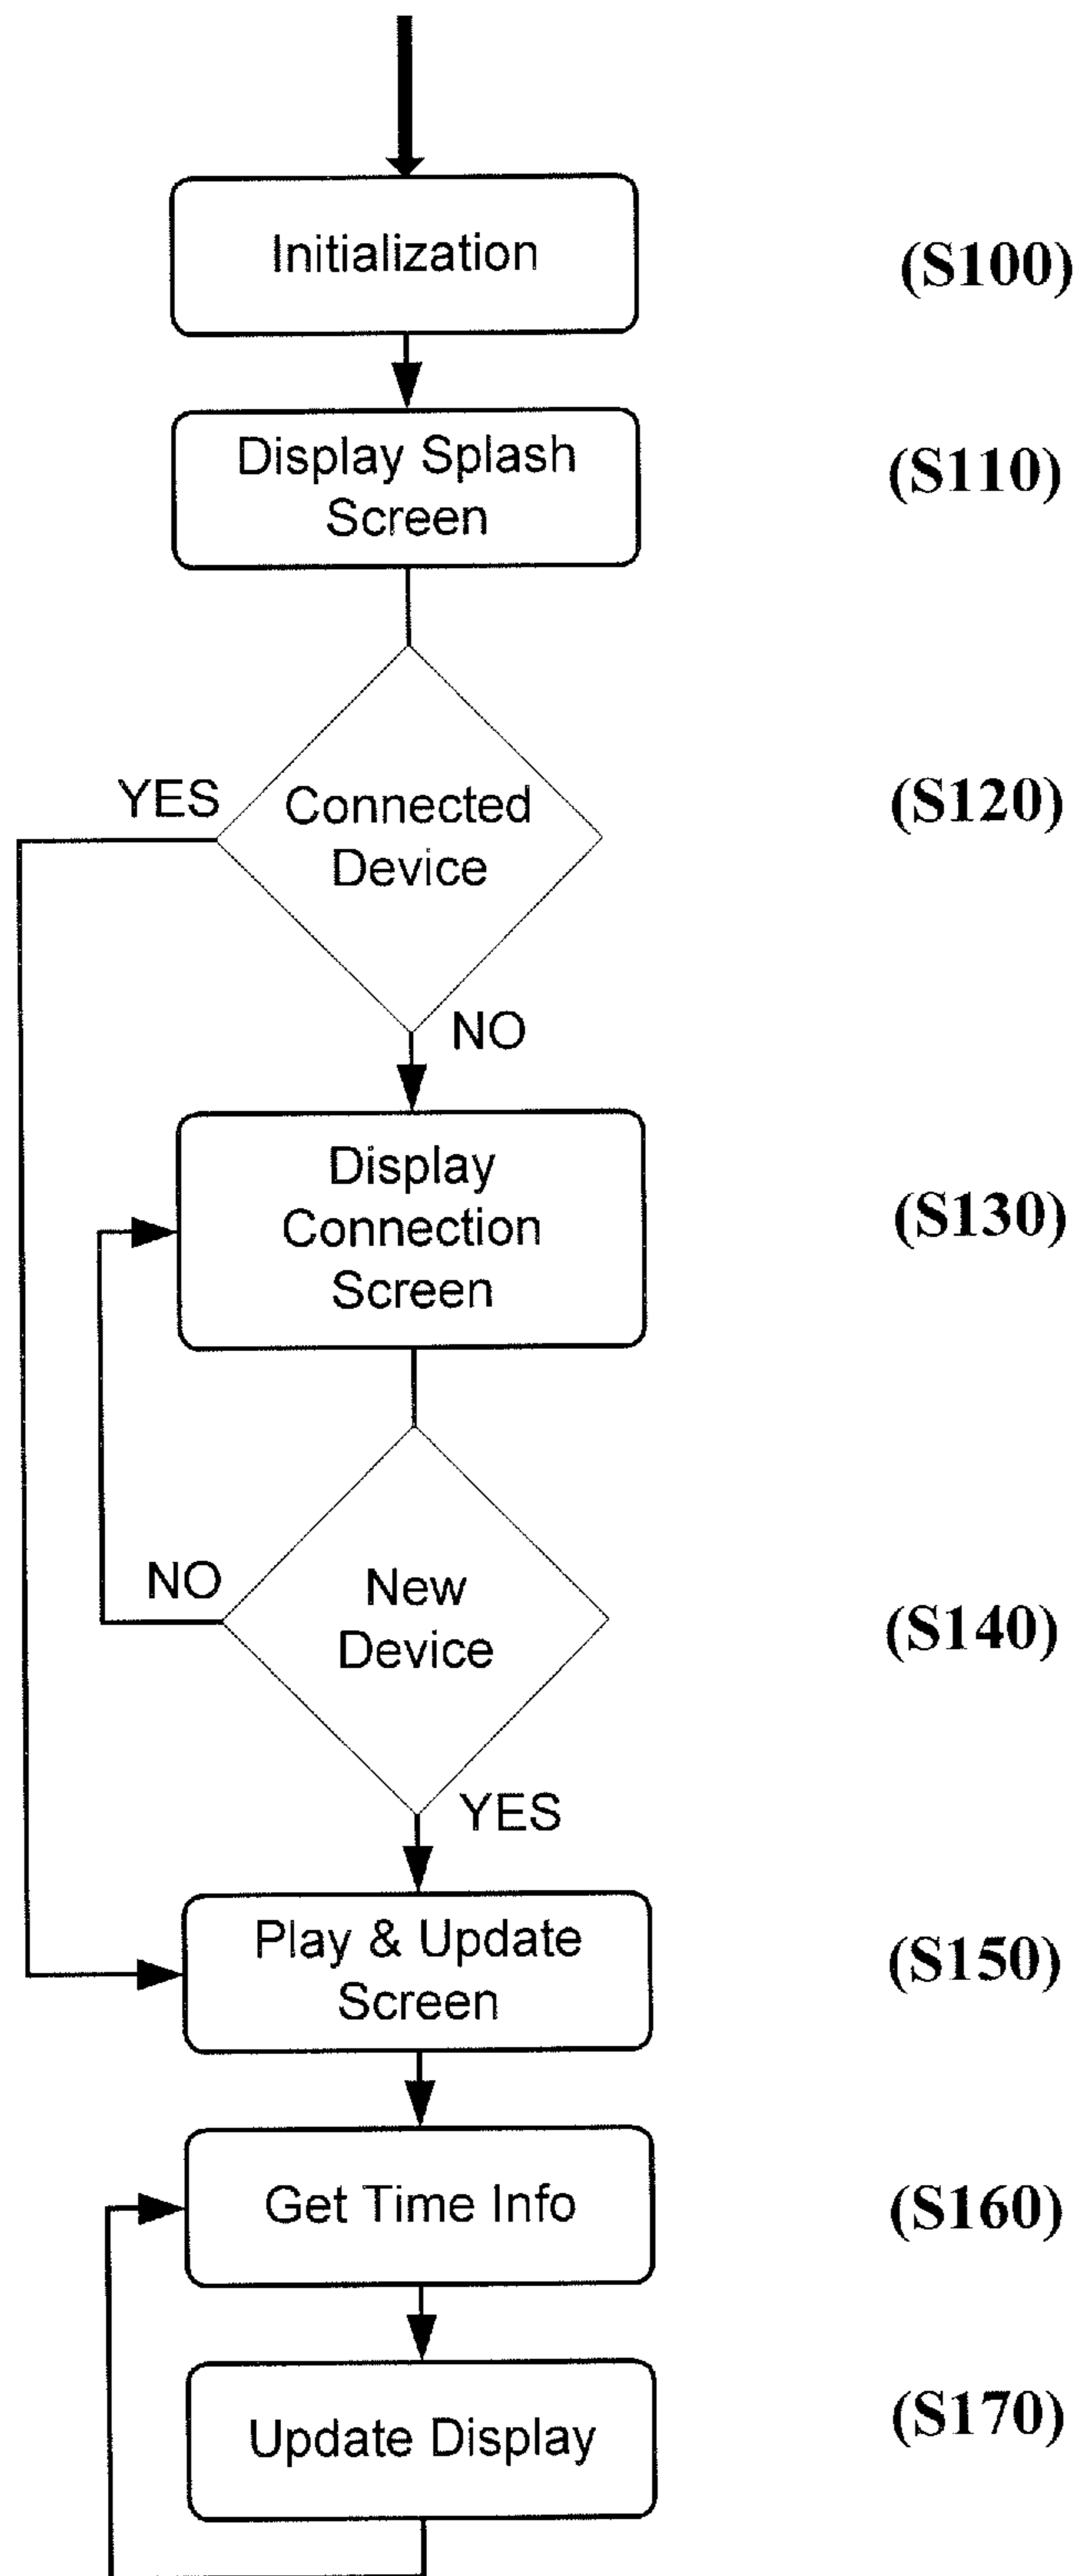 Initialization
(S100)
Display Splash
Screen
(S110)
YES
Connected
Device
(S120)
NO
Display
Connection
Screen
(S130)
NO
New
Device
(S140)
YES
Play & Update
Screen
(S150)
Get Time Info
(S160)
Update Display
(S170)